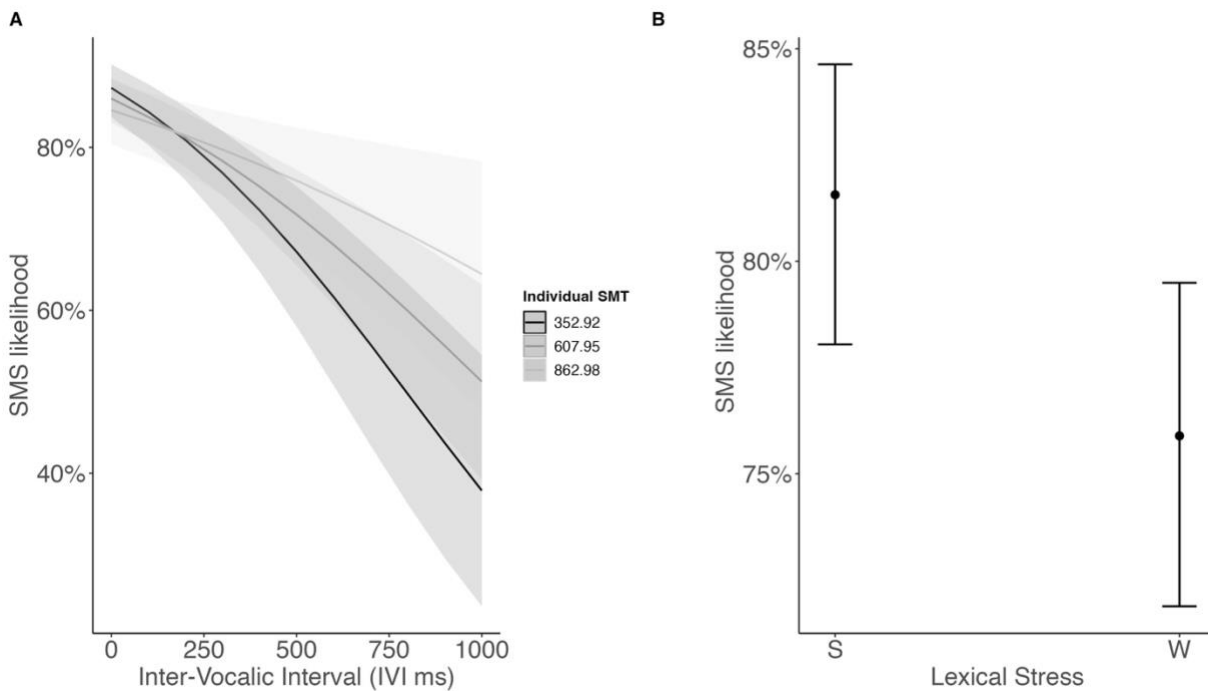 A
SMS likelihood
80%
60%
40%
0 250 500 750 1000
Inter-Vocalic Interval (IVI ms)
Individual SMT
352.92
607.95
862.98
B
SMS likelihood
85%
80%
75%
S W
Lexical Stress